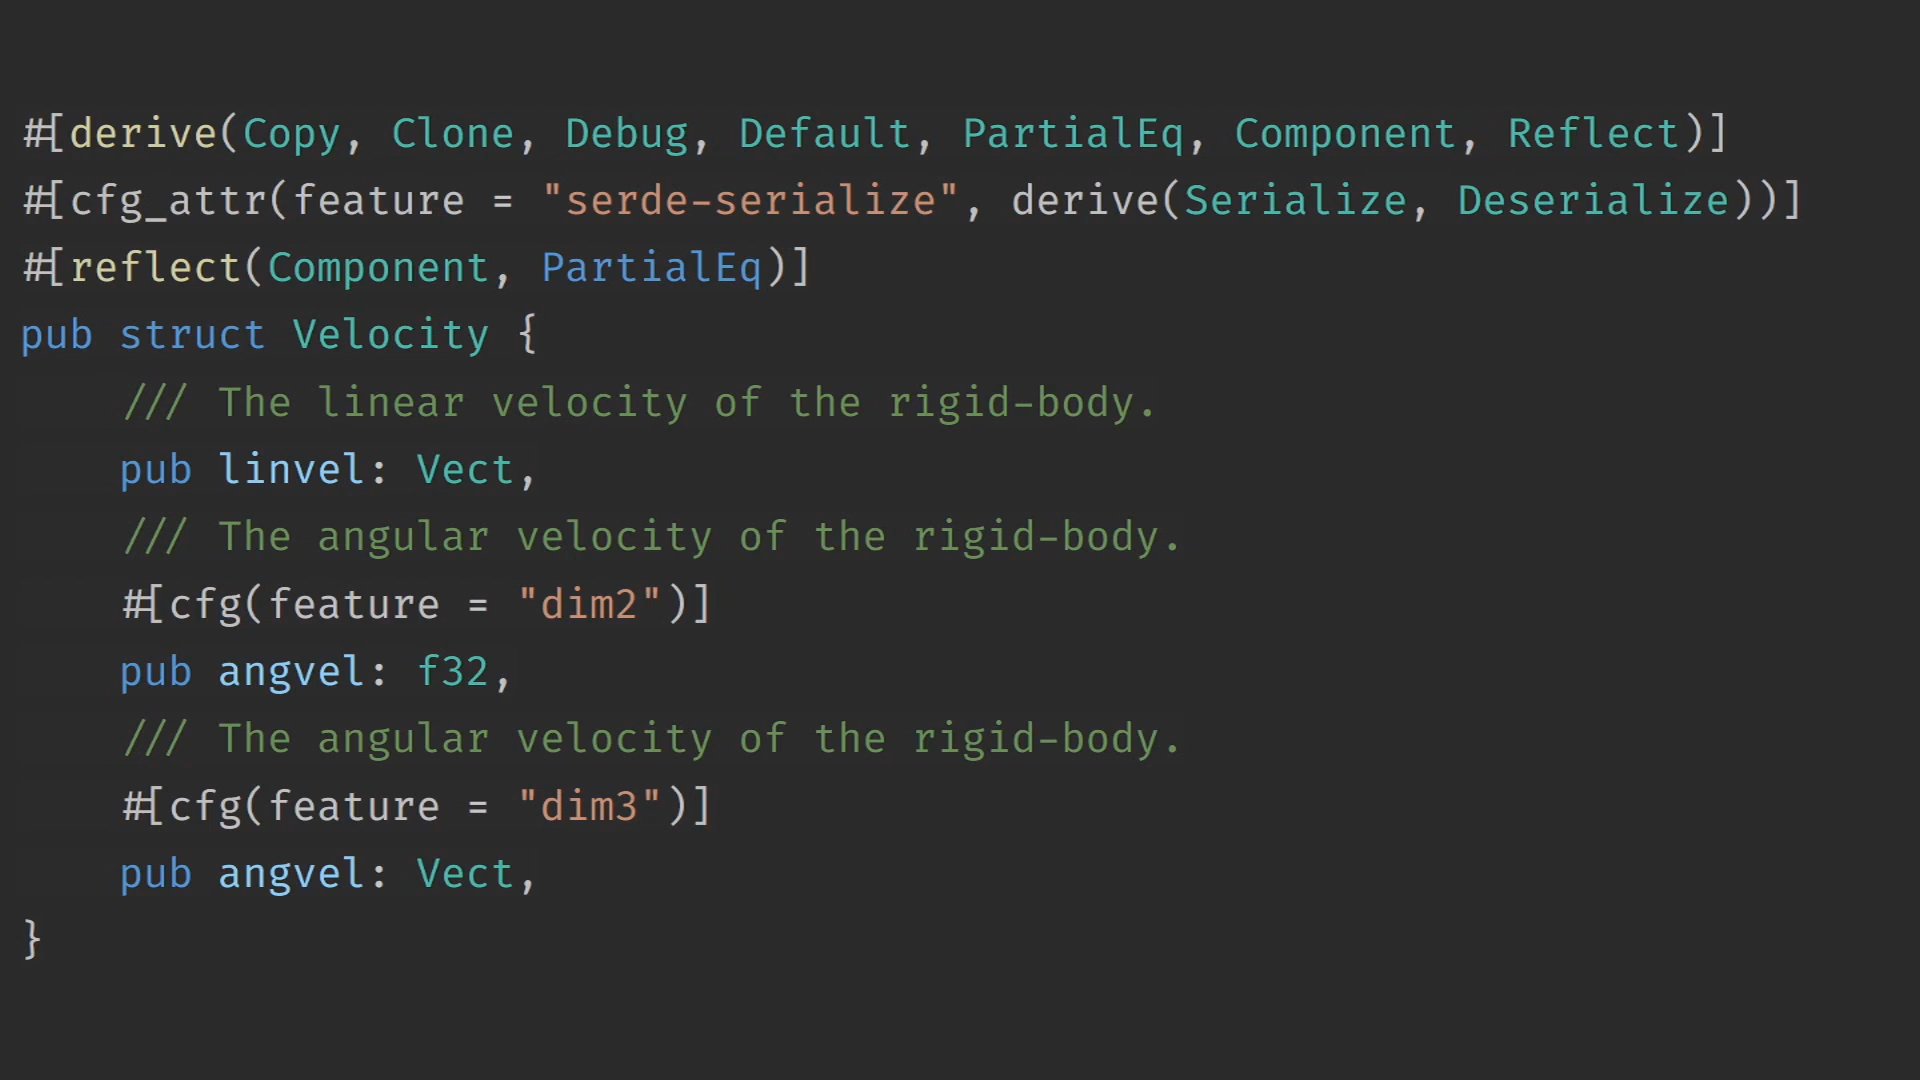 #[derive(Copy, Clone, Debug, Default, PartialEq, Component, Reflect)]
#[cfg_attr(feature = "serde-serialize", derive(Serialize, Deserialize))]
#[reflect(Component, PartialEq)]
pub struct Velocity {
    /// The linear velocity of the rigid-body.
    pub linvel: Vect,
    /// The angular velocity of the rigid-body.
    #[cfg(feature = "dim2")]
    pub angvel: f32,
    /// The angular velocity of the rigid-body.
    #[cfg(feature = "dim3")]
    pub angvel: Vect,
}